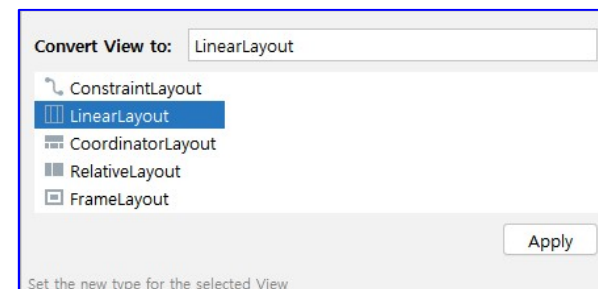 Convert View to: LinearLayout
ConstraintLayout
LinearLayout
CoordinatorLayout
RelativeLayout
FrameLayout
Apply
Set the new type for the selected View